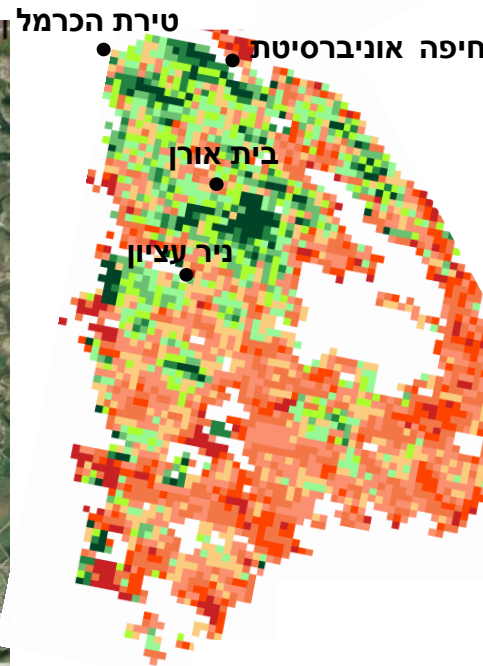 טירת הכרמל
חיפה אוניברסיטת
בית אורן
ניר עציון